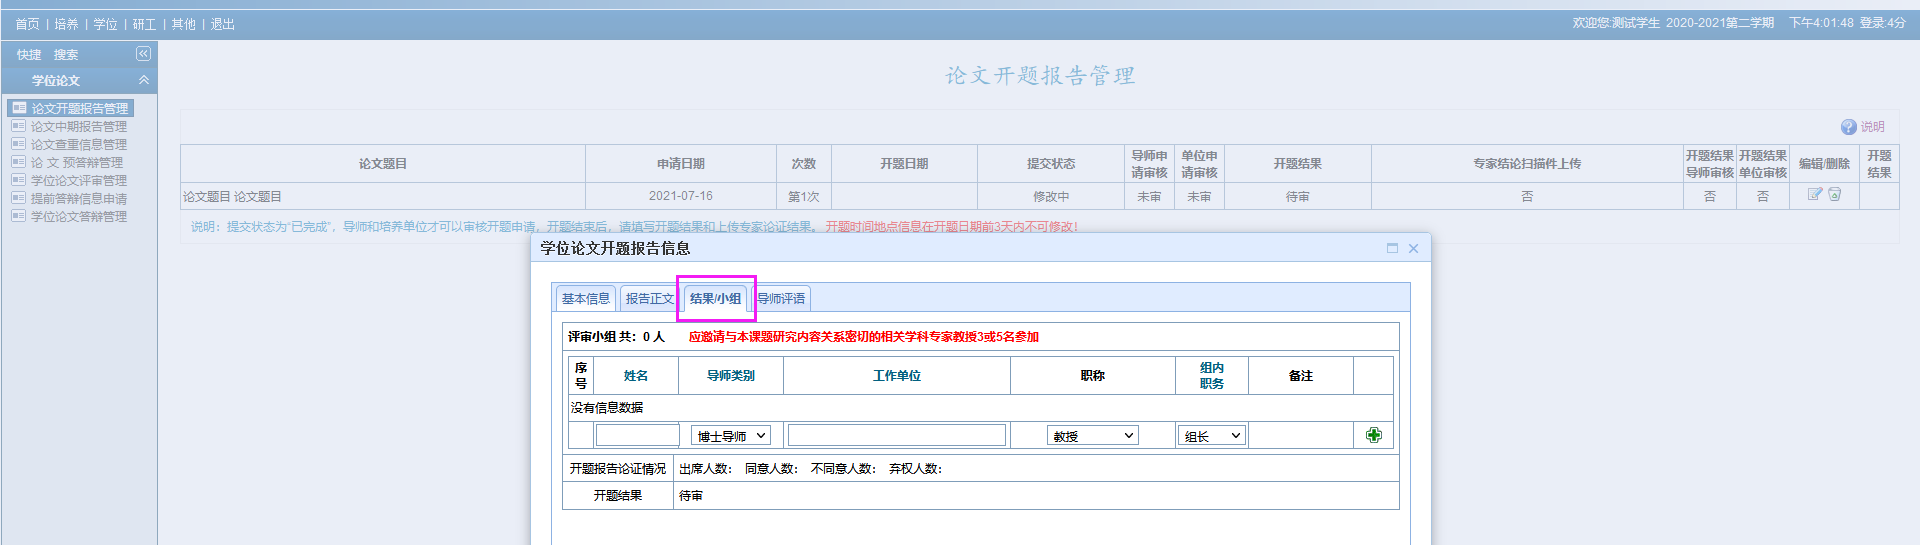 首页 | 培养 | 学位 | 研工 | 其他 | 退出
欢迎您:测试学生 2020-2021第二学期 下午4:01:48 登录:4分
快捷 搜索
学位论文
论文开题报告管理
论文中期报告管理
论文查重信息管理
论 文 预答辩管理
学位论文评审管理
提前答辩信息申请
学位论文答辩管理
论文开题报告管理
说明
论文题目 申请日期 次数 开题日期 提交状态 导师申请审核 单位申请审核 开题结果 专家结论扫描件上传 开题结果导师审核 开题结果单位审核 编辑/删除 开题结果
论文题目 论文题目 2021-07-16 第1次 修改中 未审 未审 待审 否 否 否
说明：提交状态为“已完成”，导师和培养单位才可以审核开题申请，开题结束后，请填写开题结果和上传专家论证结果。 开题时间地点信息在开题日期前3天内不可修改！
学位论文开题报告信息
基本信息 报告正文 结果/小组 导师评语
评审小组 共：0 人 应邀请与本课题研究内容关系密切的相关学科专家教授3或5名参加
序号 姓名 导师类别 工作单位 职称 组内职务 备注
没有信息数据
博士导师 教授 组长
开题报告论证情况 出席人数： 同意人数： 不同意人数： 弃权人数：
开题结果 待审